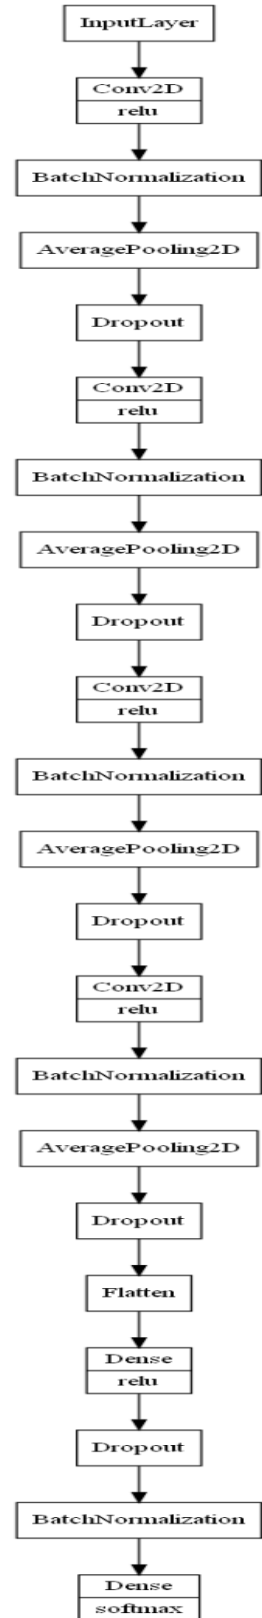 InputLayer
Conv2D
relu
BatchNormalization
AveragePooling2D
Dropout
Conv2D
relu
BatchNormalization
AveragePooling2D
Dropout
Conv2D
relu
BatchNormalization
AveragePooling2D
Dropout
Conv2D
relu
BatchNormalization
AveragePooling2D
Dropout
Flatten
Dense
relu
Dropout
BatchNormalization
Dense
softmax